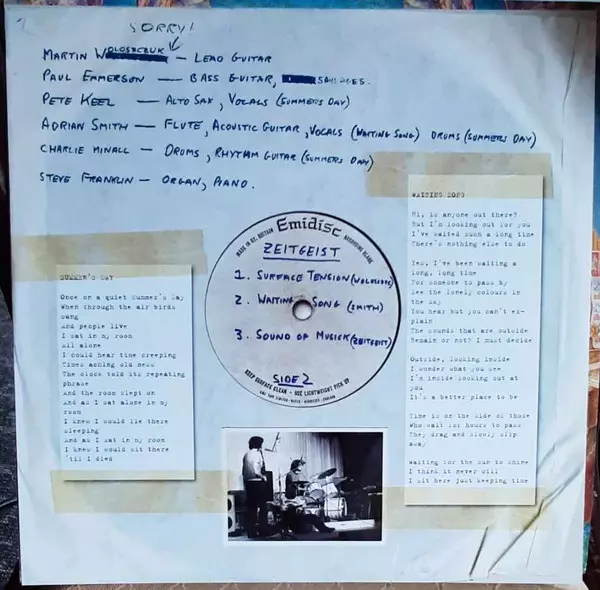 SORRY!
MARTIN WOLOSZCZUK — LEAD GUITAR
PAUL EMMERSON — BASS GUITAR,
PETE KEEL — ALTO SAX, VOCALS (SUMMERS DAY)
ADRIAN SMITH — FLUTE, ACOUSTIC GUITAR, VOCALS (WAITING SONG) DRUMS (SUMMERS DAY)
CHARLIE MINALL — DRUMS, RHYTHM GUITAR (SUMMERS DAY)
STEVE FRANKLIN — ORGAN, PIANO.
MADE IN GT. BRITAIN Emidisc RECORDING BLANK
ZEITGEIST
1. SURFACE TENSION
2. WAITING SONG (SMITH)
3. SOUND OF MUSICK (ZEITGEIST)
SIDE 2
KEEP SURFACE CLEAN - USE LIGHTWEIGHT PICK UP
SUMMER'S DAY
Once on a quiet Summer's Day
When through the air birds
sang
And people live
I sat in my room
All alone
I could hear time creeping
Times aching old news
The clock told its repeating
phrase
And the room slept on
And as I sat alone in my
room
I knew I would lie there
sleeping
And as I sat in my room
I knew I would sit there
'til I died
WAITING SONG
Hi, is anyone out there?
But I'm looking out for you
I've waited such a long time
There's nothing else to do
Yes, I've been waiting a
long, long time
For someone to pass by
See the lonely colours in
the sky
You hear but you can't ex-
plain
The sounds that are outside
Remain or not? I must decide
Outside, looking inside
I wonder what you see
I'm inside looking out at
you
It's a better place to be
Time is on the side of those
who wait for hours to pass
They drag and slowly slip
away
Waiting for the sun to shine
I think it never will
I sit here just keeping time